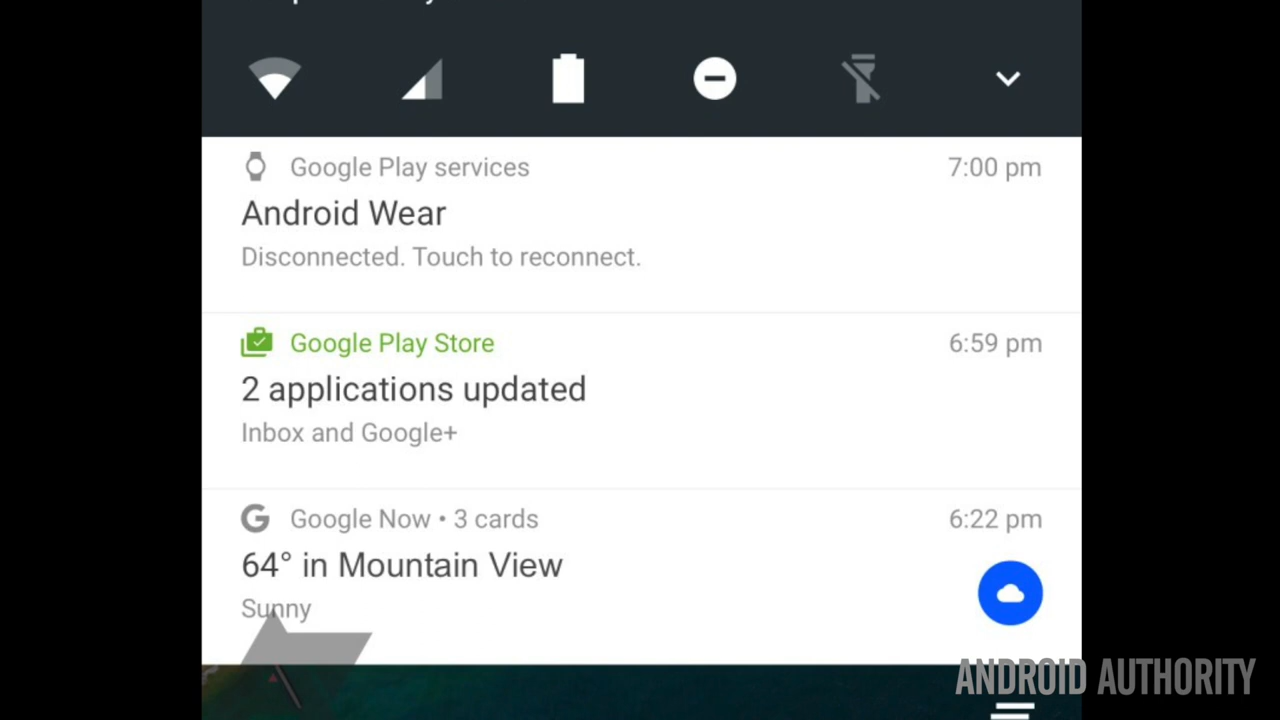 Google Play services 7:00 pm
Android Wear
Disconnected. Touch to reconnect.
Google Play Store 6:59 pm
2 applications updated
Inbox and Google+
Google Now • 3 cards 6:22 pm
64° in Mountain View
Sunny
ANDROID AUTHORITY